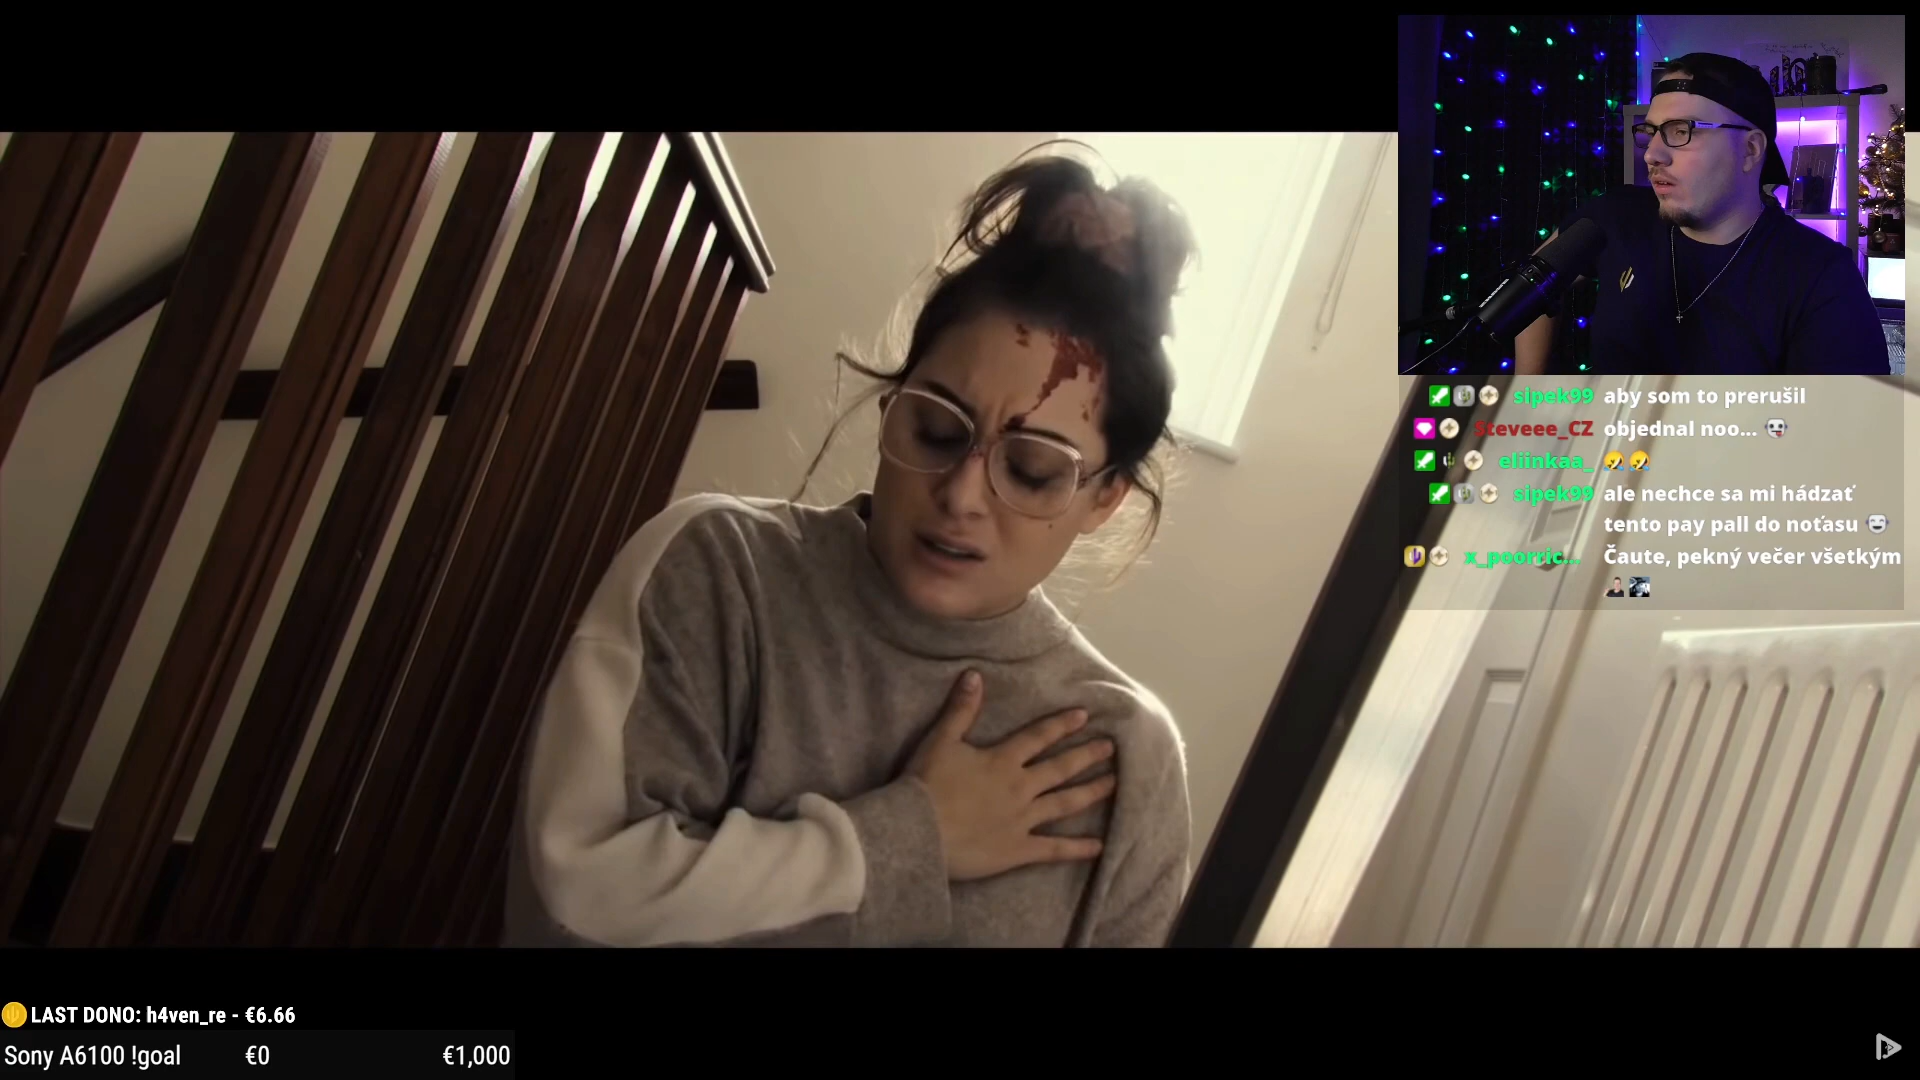 sipek99 aby som to prerušil
Steveee_CZ objednal noo...
eliinkaa_
sipek99 ale nechce sa mi hádzať
tento pay pall do noťasu
x_poorric... Čaute, pekný večer všetkým
LAST DONO: h4ven_re - €6.66
Sony A6100 !goal €0 €1,000